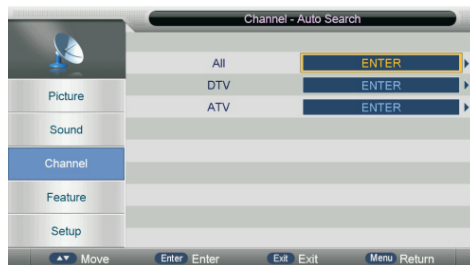 Channel - Auto Search
All ENTER
DTV ENTER
ATV ENTER
Picture
Sound
Channel
Feature
Setup
Move Enter Enter Exit Exit Menu Return